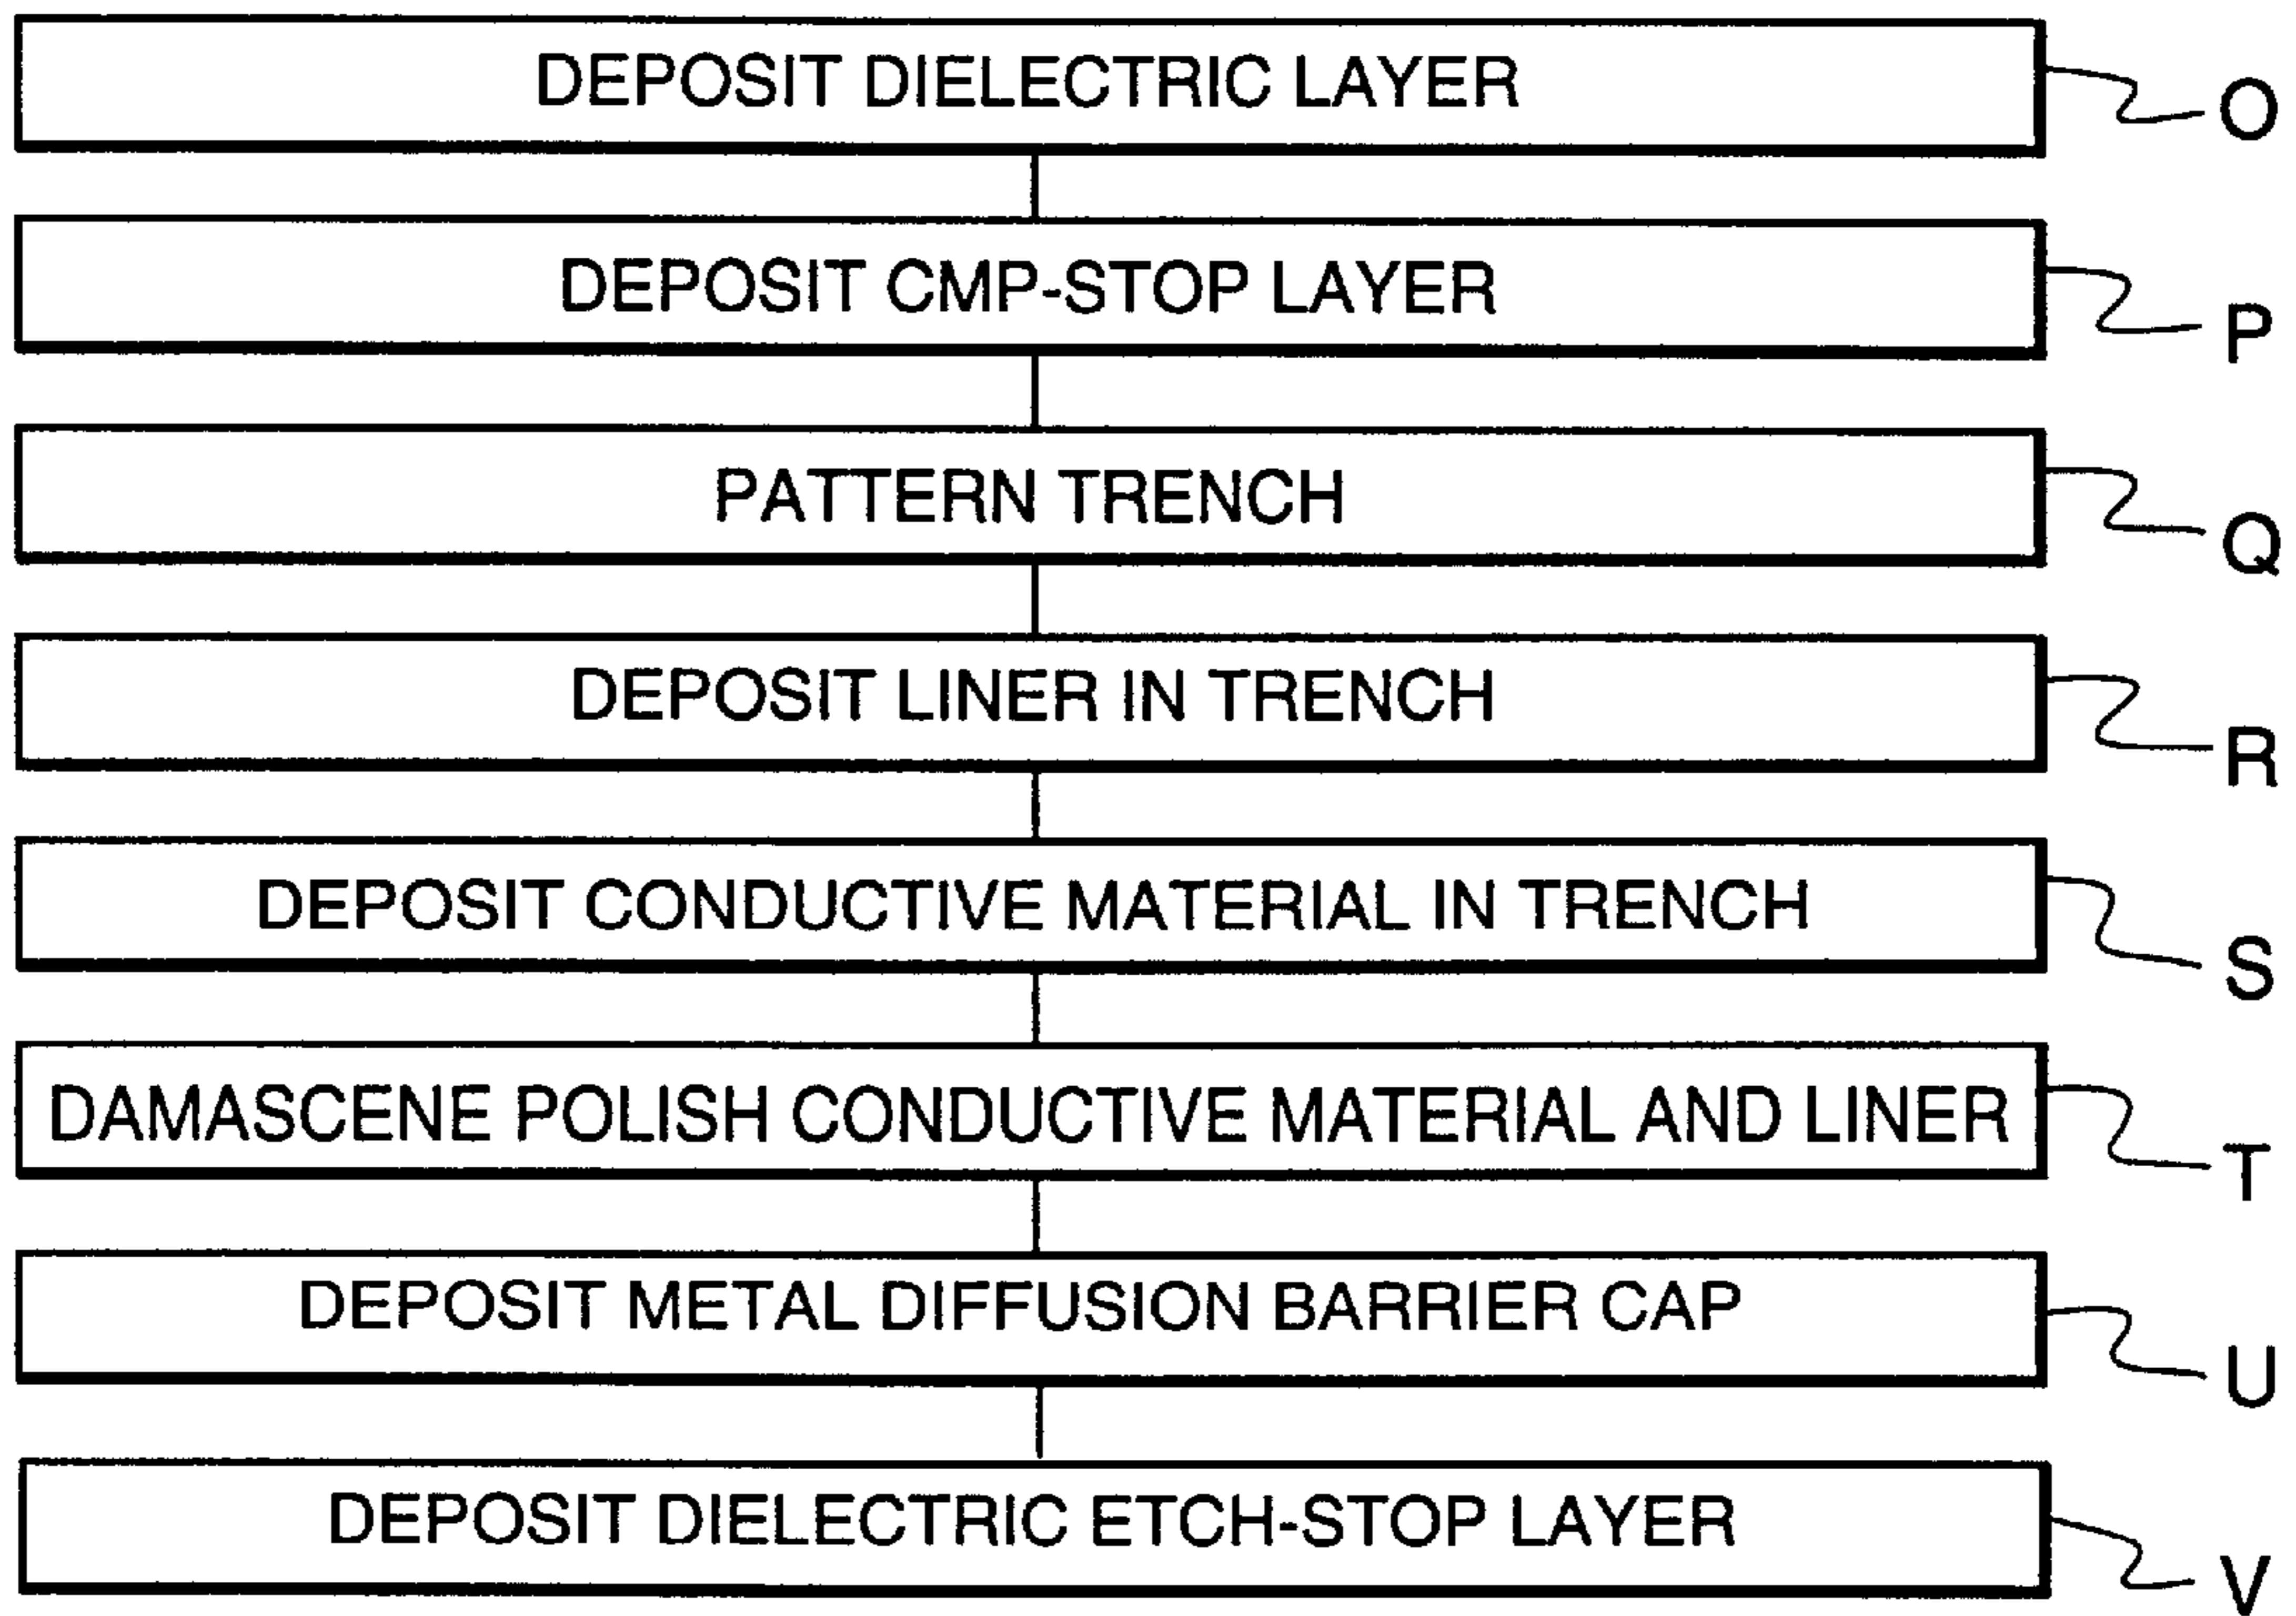 DEPOSIT DIELECTRIC LAYER
O
DEPOSIT CMP-STOP LAYER
P
PATTERN TRENCH
Q
DEPOSIT LINER IN TRENCH
R
DEPOSIT CONDUCTIVE MATERIAL IN TRENCH
S
DAMASCENE POLISH CONDUCTIVE MATERIAL AND LINER
T
DEPOSIT METAL DIFFUSION BARRIER CAP
U
DEPOSIT DIELECTRIC ETCH-STOP LAYER
V